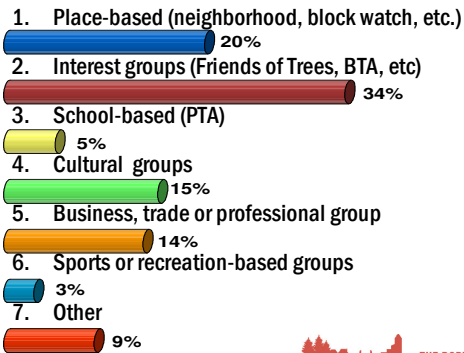 1. Place-based (neighborhood, block watch, etc.)
20%
2. Interest groups (Friends of Trees, BTA, etc)
34%
3. School-based (PTA)
5%
4. Cultural groups
15%
5. Business, trade or professional group
14%
6. Sports or recreation-based groups
3%
7. Other
9%